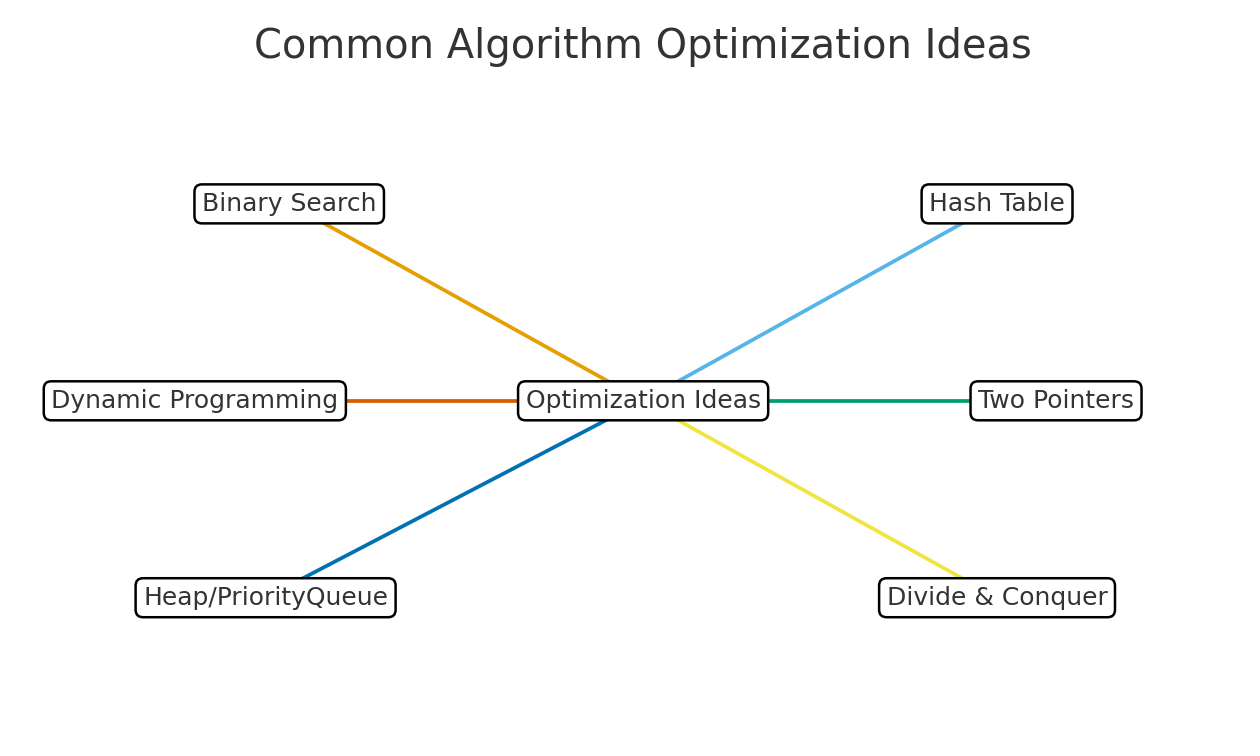 Common Algorithm Optimization Ideas
Binary Search
Hash Table
Dynamic Programming
Optimization Ideas
Two Pointers
Heap/PriorityQueue
Divide & Conquer